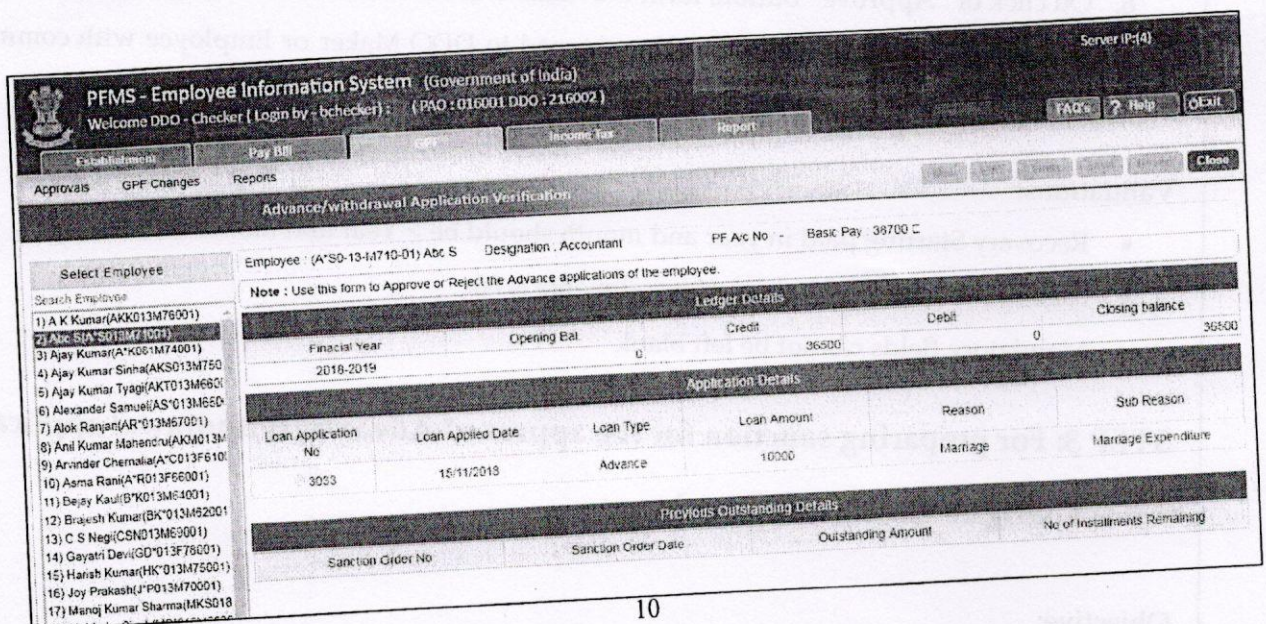 Server IP:(4)
PFMS - Employee Information System (Government of India)
Welcome DDO - Checker ( Login by - bchecker) : ( PAO : 016001 DDO : 216002 )
FAQ's ? Help Exit
Establishment Pay Bill Income Tax Report
Approvals GPF Changes Reports
Close
Advance/withdrawal Application Verification
Select Employee
Employee : (A*S0-13-M710-01) Abc S Designation : Accountant PF A/c No Basic Pay : 38700
Note : Use this form to Approve or Reject the Advance applications of the employee.
Search Employee
1) A K Kumar(AKK013M76001)
2) Abc S(A*S013M71001)
3) Ajay Kumar(A*K061M74001)
4) Ajay Kumar Sinha(AKS013M750
5) Ajay Kumar Tyagi(AKT013M660
6) Alexander Samuel(AS*013M650
7) Alok Ranjan(AR*013M67001)
8) Anil Kumar Mahendru(AKM013M
9) Arvinder Chernalia(A*C013F610
10) Asma Rani(A*R013F66001)
11) Bejay Kaul(B*K013M64001)
12) Brajesh Kumar(BK*013M62001
13) C S Negi(CSN013M69001)
14) Gayatri Devi(GD*013F78001)
15) Harish Kumar(HK*013M75001)
16) Joy Prakash(J*P013M70001)
17) Manoj Kumar Sharma(MKS018
Ledger Details
Finacial Year Opening Bal. Credit Debit Closing balance
2018-2019 0 36500 0 36500
Application Details
Loan Application No Loan Applied Date Loan Type Loan Amount Reason Sub Reason
3033 15/11/2018 Advance 10000 Marriage Marriage Expenditure
Previous Outstanding Details
Sanction Order No Sanction Order Date Outstanding Amount No of Installments Remaining
10